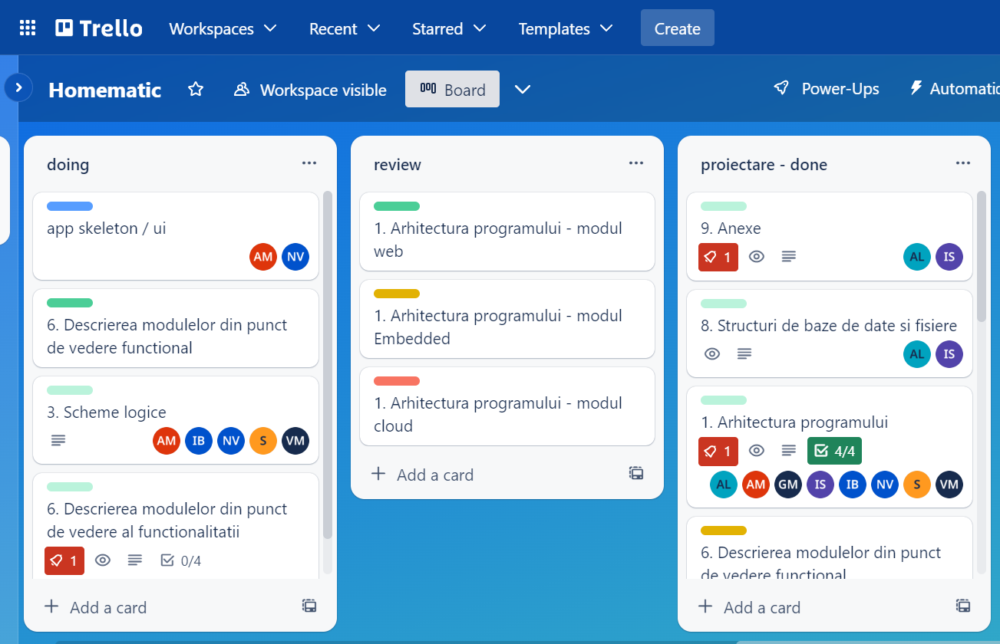 Trello Workspaces Recent Starred Templates Create
Homematic Workspace visible Board Power-Ups Automatic
doing
app skeleton / ui
AM NV
6. Descrierea modulelor din punct
de vedere functional
3. Scheme logice
AM IB NV S VM
6. Descrierea modulelor din punct
de vedere al functionalitatii
1 0/4
+ Add a card
review
1. Arhitectura programului - modul
web
1. Arhitectura programului - modul
Embedded
1. Arhitectura programului - modul
cloud
+ Add a card
proiectare - done
9. Anexe
1 AL IS
8. Structuri de baze de date si fisiere
AL IS
1. Arhitectura programului
1 4/4
AL AM GM IS IB NV S VM
6. Descrierea modulelor din punct
de vedere functional
+ Add a card